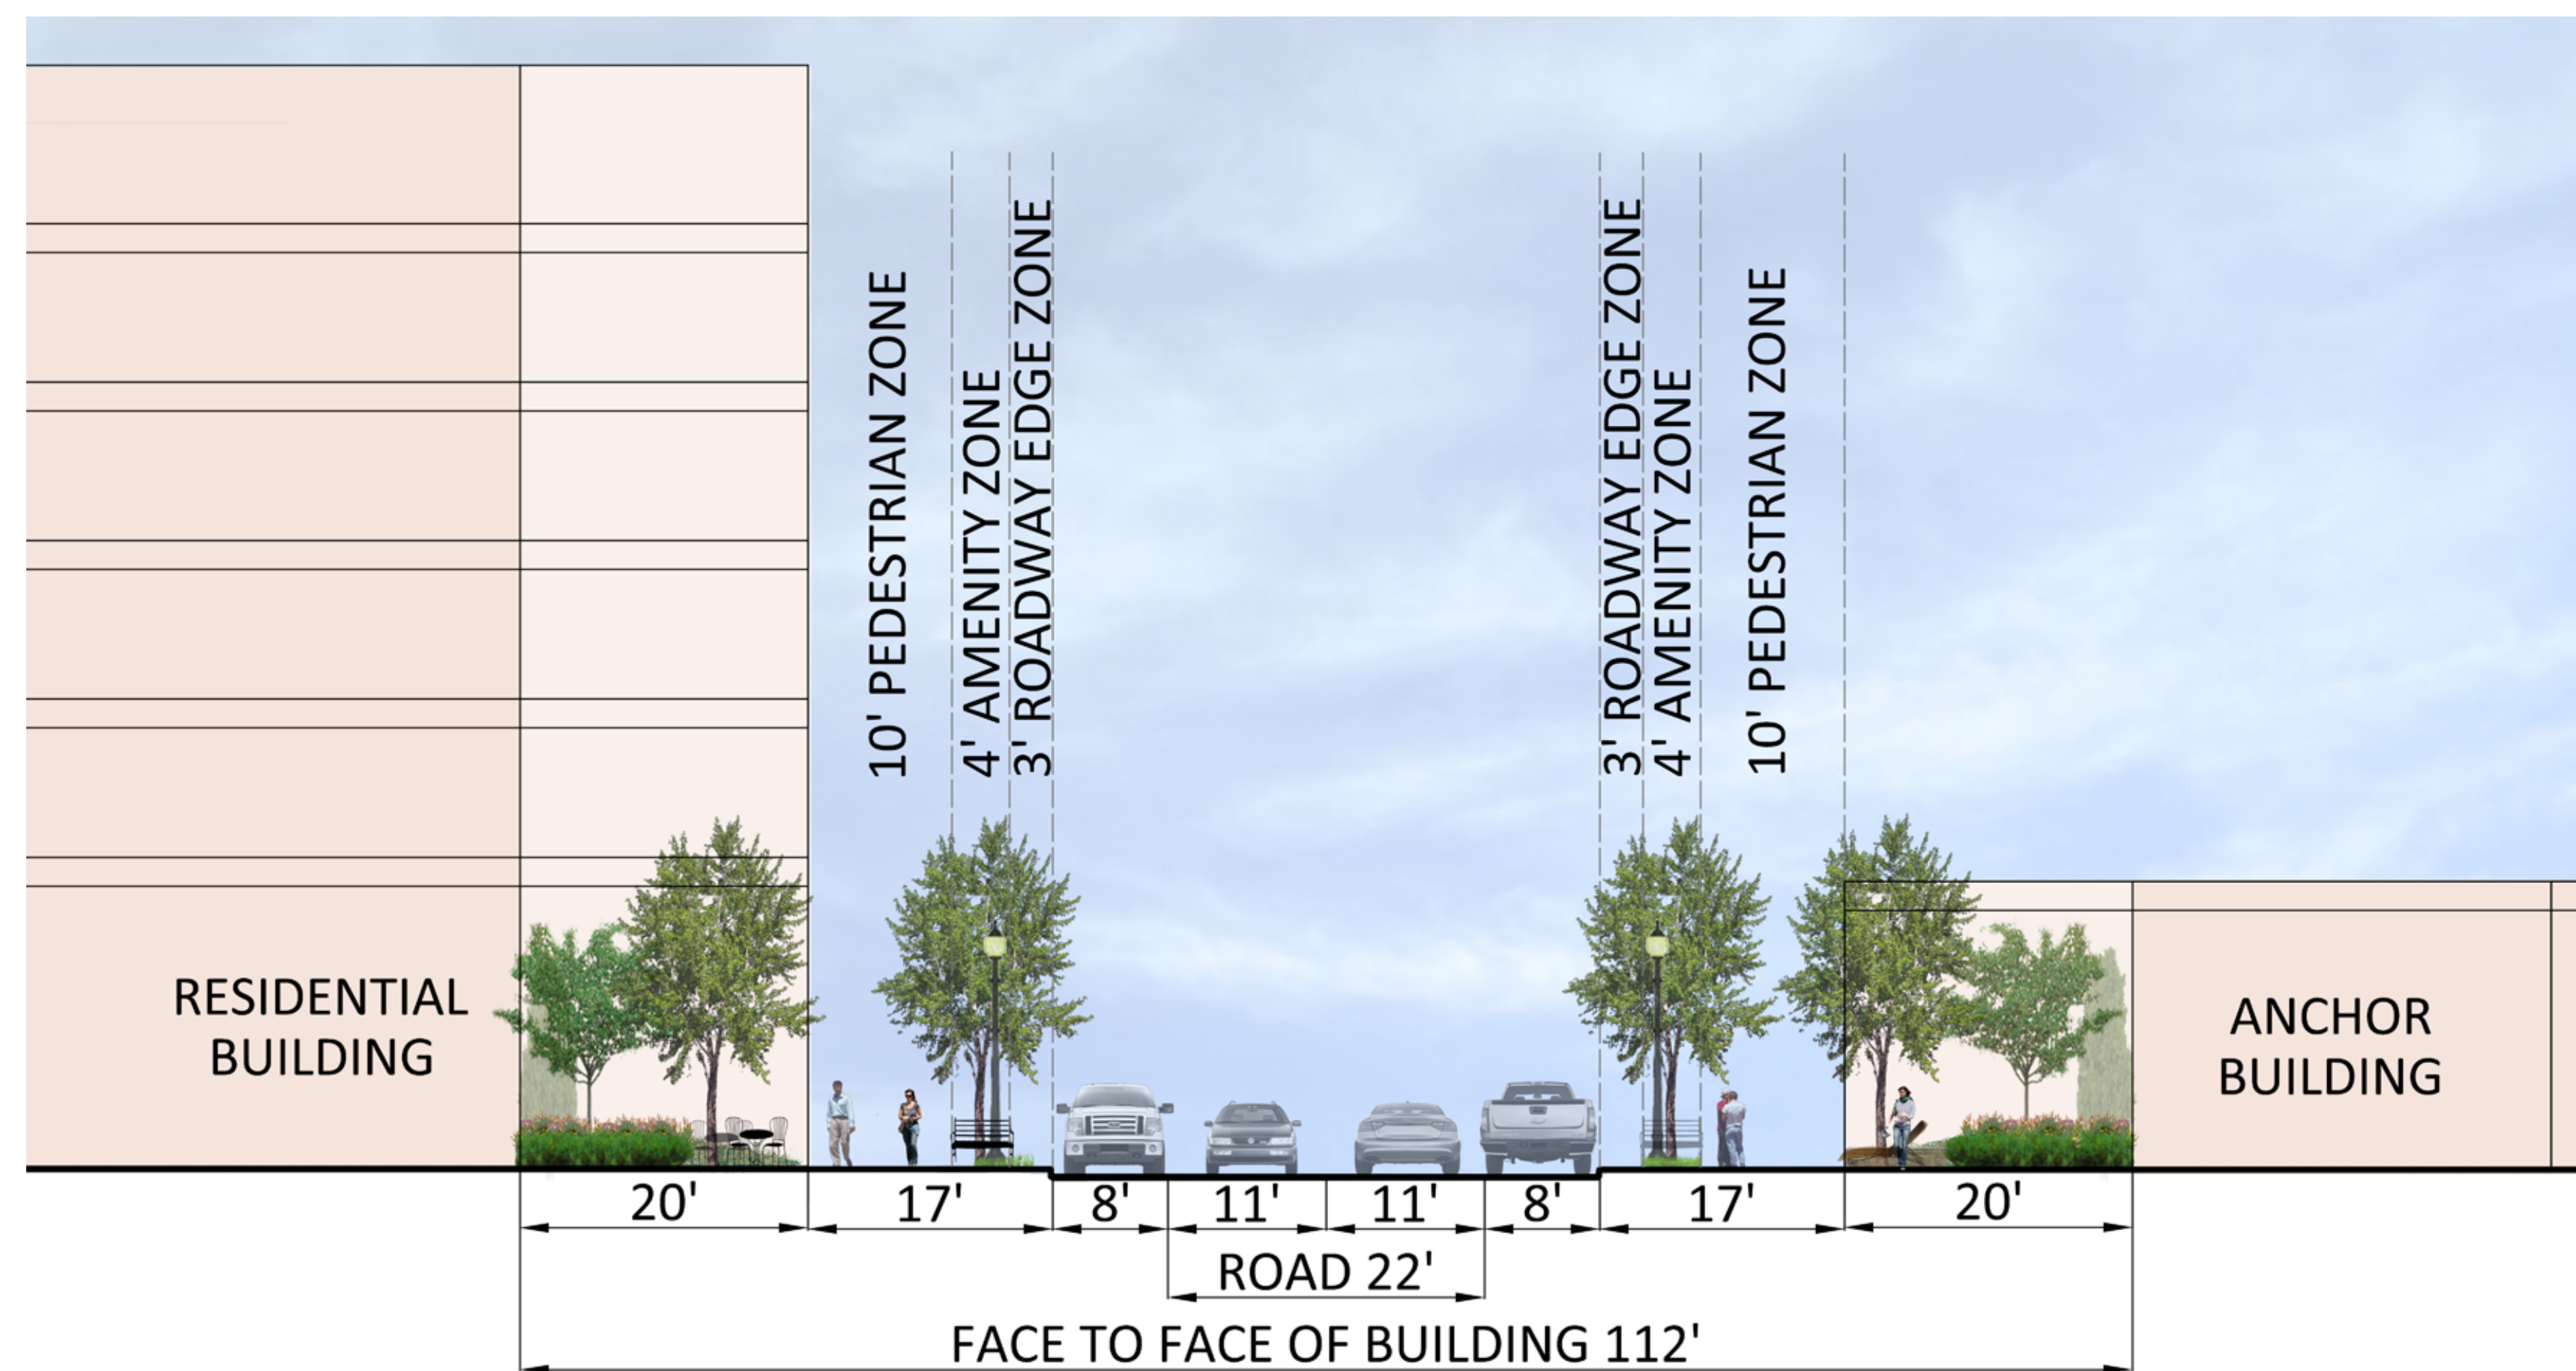 10' PEDESTRIAN ZONE
4' AMENITY ZONE
3' ROADWAY EDGE ZONE
3' ROADWAY EDGE ZONE
4' AMENITY ZONE
10' PEDESTRIAN ZONE
RESIDENTIAL
BUILDING
ANCHOR
BUILDING
20' 17' 8' 11' 11' 8' 17' 20'
ROAD 22'
FACE TO FACE OF BUILDING 112'